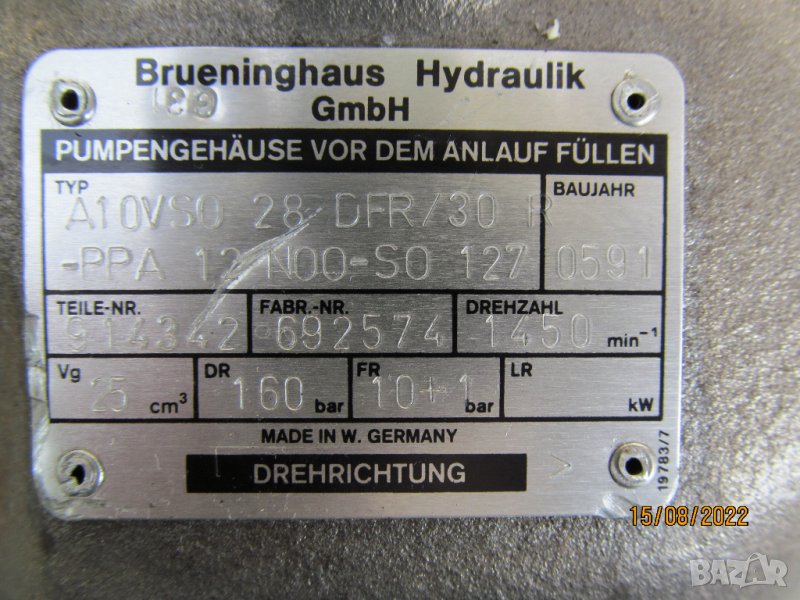 Brueninghaus Hydraulik
GmbH
PUMPENGEHÄUSE VOR DEM ANLAUF FÜLLEN
TYP
A10VSO 28 DFR/30 R
-PPA 12 N00-SO 127
BAUJAHR
0591
TEILE-NR.
914342
FABR.-NR.
692574
DREHZAHL
1450 min-1
Vg
25 cm³
DR
160 bar
FR
10+1 bar
LR
kW
MADE IN W. GERMANY
DREHRICHTUNG >
19783/7
15/08/2022
BAZAR